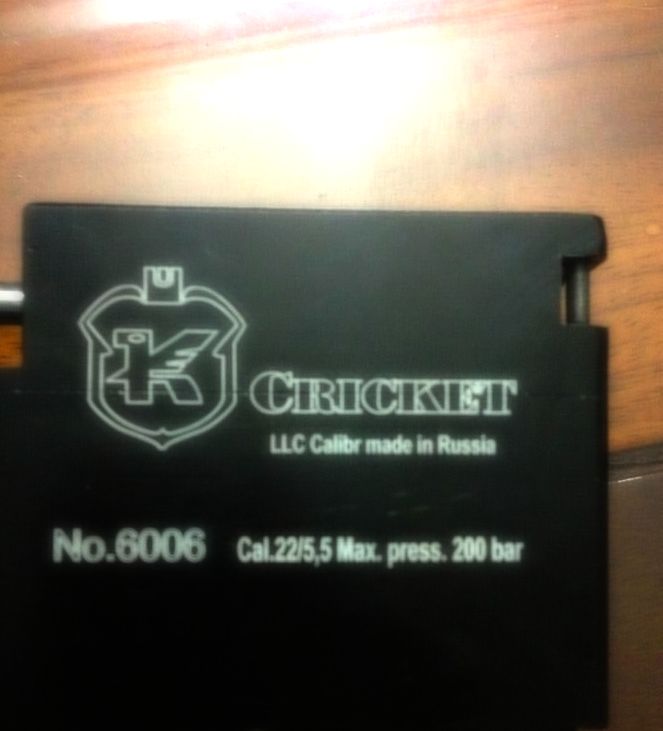 K
CRICKET
LLC Calibr made in Russia
No.6006 Cal.22/5,5 Max. press. 200 bar